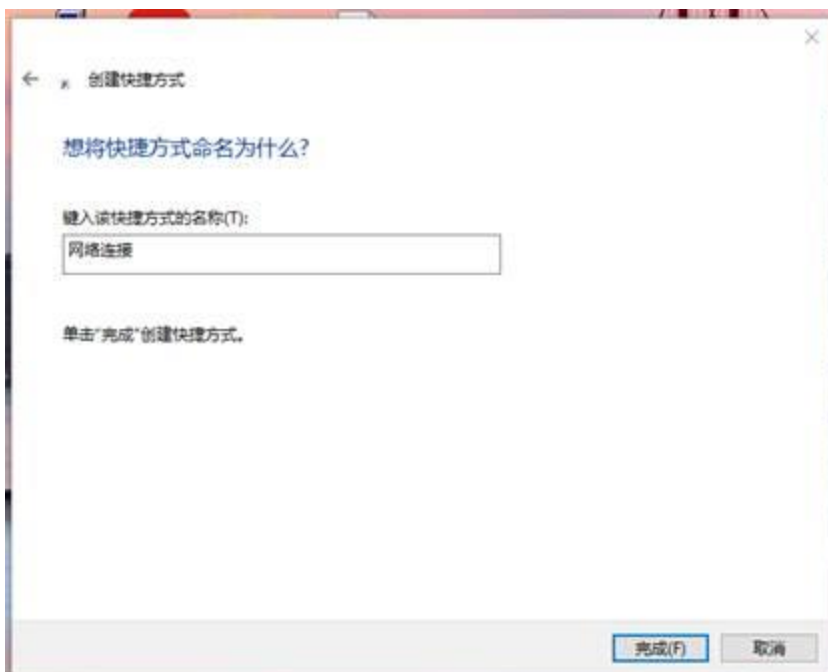 创建快捷方式
想将快捷方式命名为什么?
键入该快捷方式的名称(T):
网络连接
单击"完成"创建快捷方式。
完成(F) 取消